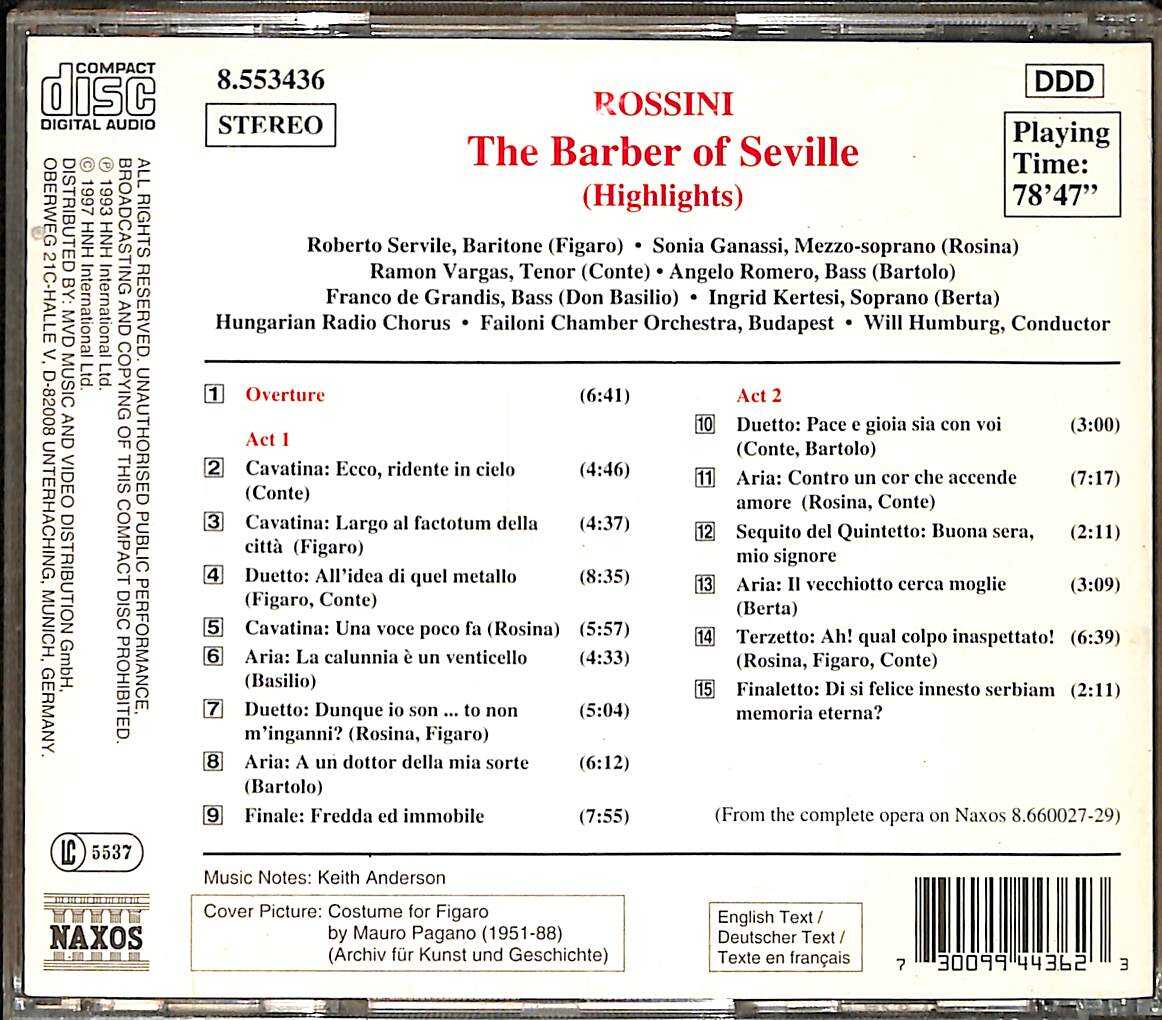 COMPACT
disc
DIGITAL AUDIO
8.553436
STEREO
ROSSINI
The Barber of Seville
(Highlights)
DDD
Playing
Time:
78’47”
Roberto Servile, Baritone (Figaro) • Sonia Ganassi, Mezzo-soprano (Rosina)
Ramon Vargas, Tenor (Conte) • Angelo Romero, Bass (Bartolo)
Franco de Grandis, Bass (Don Basilio) • Ingrid Kertesi, Soprano (Berta)
Hungarian Radio Chorus • Failoni Chamber Orchestra, Budapest • Will Humburg, Conductor
1 Overture (6:41)
Act 1
2 Cavatina: Ecco, ridente in cielo (4:46)
(Conte)
3 Cavatina: Largo al factotum della (4:37)
città (Figaro)
4 Duetto: All’idea di quel metallo (8:35)
(Figaro, Conte)
5 Cavatina: Una voce poco fa (Rosina) (5:57)
6 Aria: La calunnia è un venticello (4:33)
(Basilio)
7 Duetto: Dunque io son ... to non (5:04)
m’inganni? (Rosina, Figaro)
8 Aria: A un dottor della mia sorte (6:12)
(Bartolo)
9 Finale: Fredda ed immobile (7:55)
Act 2
10 Duetto: Pace e gioia sia con voi (3:00)
(Conte, Bartolo)
11 Aria: Contro un cor che accende (7:17)
amore (Rosina, Conte)
12 Sequito del Quintetto: Buona sera, (2:11)
mio signore
13 Aria: Il vecchiotto cerca moglie (3:09)
(Berta)
14 Terzetto: Ah! qual colpo inaspettato! (6:39)
(Rosina, Figaro, Conte)
15 Finaletto: Di si felice innesto serbiam (2:11)
memoria eterna?
(From the complete opera on Naxos 8.660027-29)
Music Notes: Keith Anderson
Cover Picture: Costume for Figaro
by Mauro Pagano (1951-88)
(Archiv für Kunst und Geschichte)
English Text /
Deutscher Text /
Texte en français
7 30099 44362 3
ALL RIGHTS RESERVED. UNAUTHORISED PUBLIC PERFORMANCE,
BROADCASTING AND COPYING OF THIS COMPACT DISC PROHIBITED.
℗ 1993 HNH International Ltd.
© 1997 HNH International Ltd.
DISTRIBUTED BY: MVD MUSIC AND VIDEO DISTRIBUTION GmbH,
OBERWEG 21C-HALLE V, D-82008 UNTERHACHING, MUNICH, GERMANY.
LC 5537
NAXOS